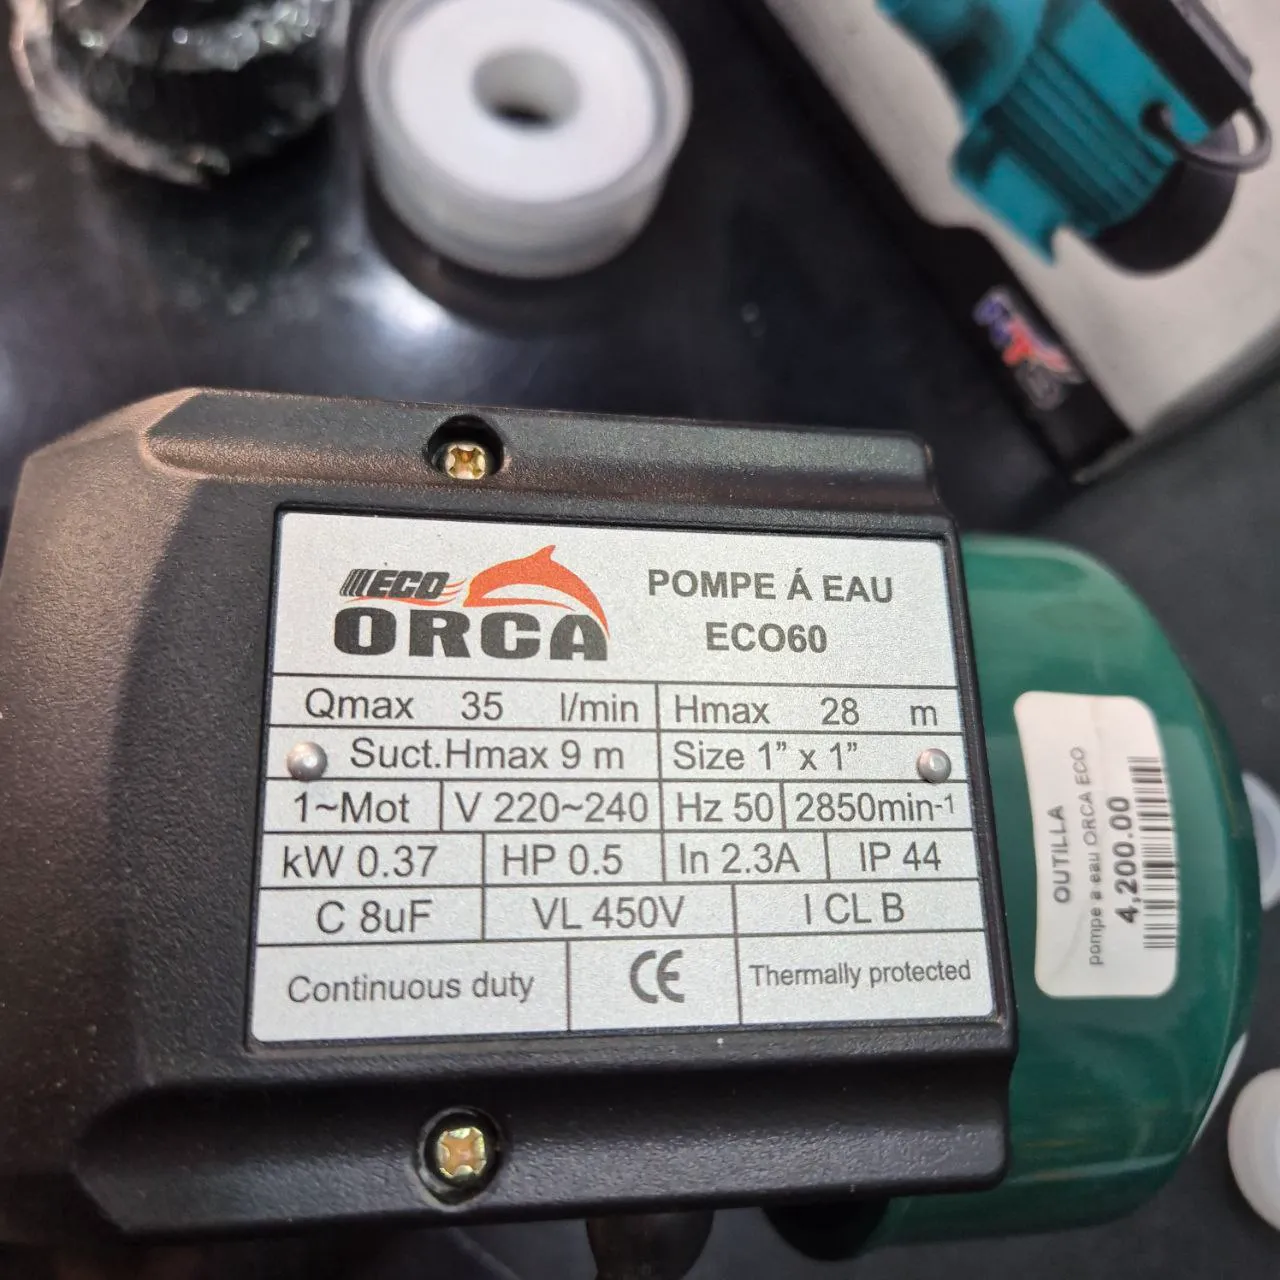 ECO
ORCA
POMPE Á EAU
ECO60
Qmax 35 l/min
Hmax 28 m
Suct.Hmax 9 m
Size 1” x 1”
1~Mot
V 220~240
Hz 50
2850min-1
kW 0.37
HP 0.5
In 2.3A
IP 44
C 8uF
VL 450V
I CL B
Continuous duty
CE
Thermally protected
OUTILLA
pompe a eau ORCA ECO
4,200.00